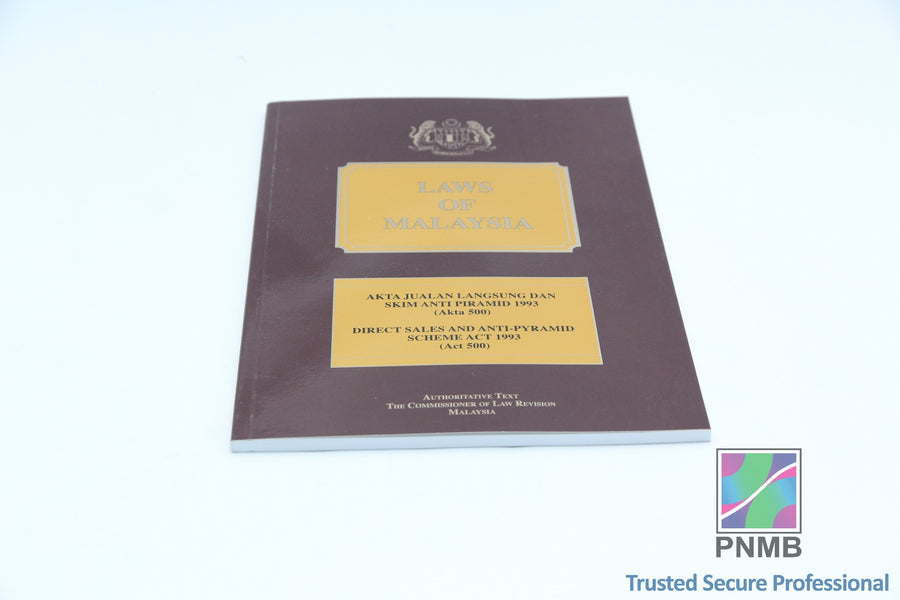 LAWS
OF
MALAYSIA
AKTA JUALAN LANGSUNG DAN
SKIM ANTI PIRAMID 1993
(Akta 500)
DIRECT SALES AND ANTI-PYRAMID
SCHEME ACT 1993
(Act 500)
AUTHORITATIVE TEXT
THE COMMISSIONER OF LAW REVISION
MALAYSIA
PNMB
Trusted Secure Professional